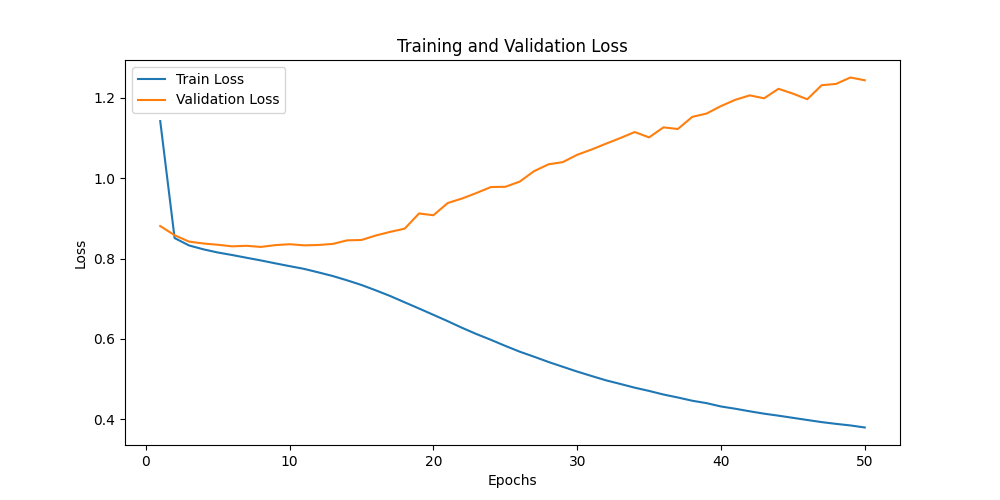 Training and Validation Loss
Train Loss
Validation Loss
Loss
1.2
1.0
0.8
0.6
0.4
0 10 20 30 40 50
Epochs